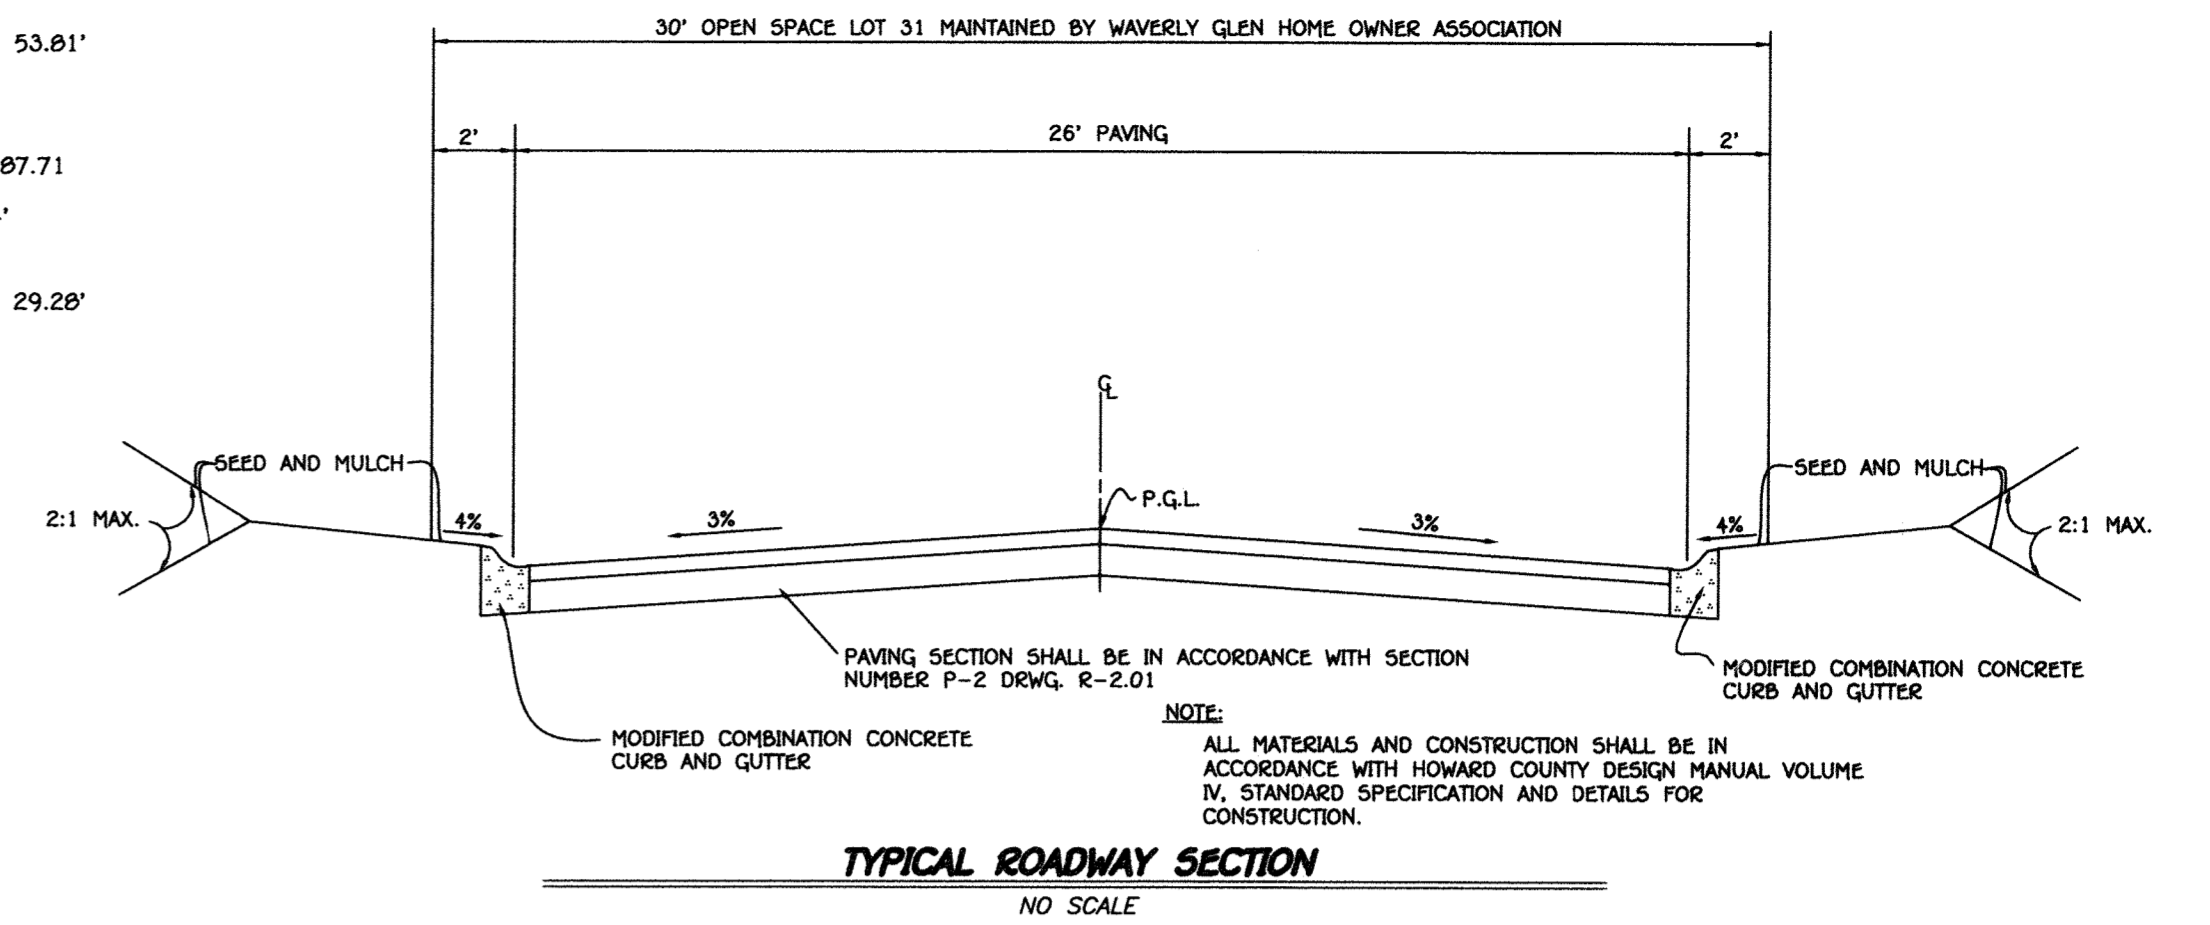 30' OPEN SPACE LOT 31 MAINTAINED BY WAVERLY GLEN HOME OWNER ASSOCIATION
53.81'
2'
26' PAVING
2'
87.71
29.28'
CL
SEED AND MULCH
SEED AND MULCH
P.G.L.
2:1 MAX.
4%
3%
3%
4%
2:1 MAX.
PAVING SECTION SHALL BE IN ACCORDANCE WITH SECTION
NUMBER P-2 DRWG. R-2.01
MODIFIED COMBINATION CONCRETE
CURB AND GUTTER
NOTE:
MODIFIED COMBINATION CONCRETE
CURB AND GUTTER
ALL MATERIALS AND CONSTRUCTION SHALL BE IN
ACCORDANCE WITH HOWARD COUNTY DESIGN MANUAL VOLUME
IV, STANDARD SPECIFICATION AND DETAILS FOR
CONSTRUCTION.
TYPICAL ROADWAY SECTION
NO SCALE